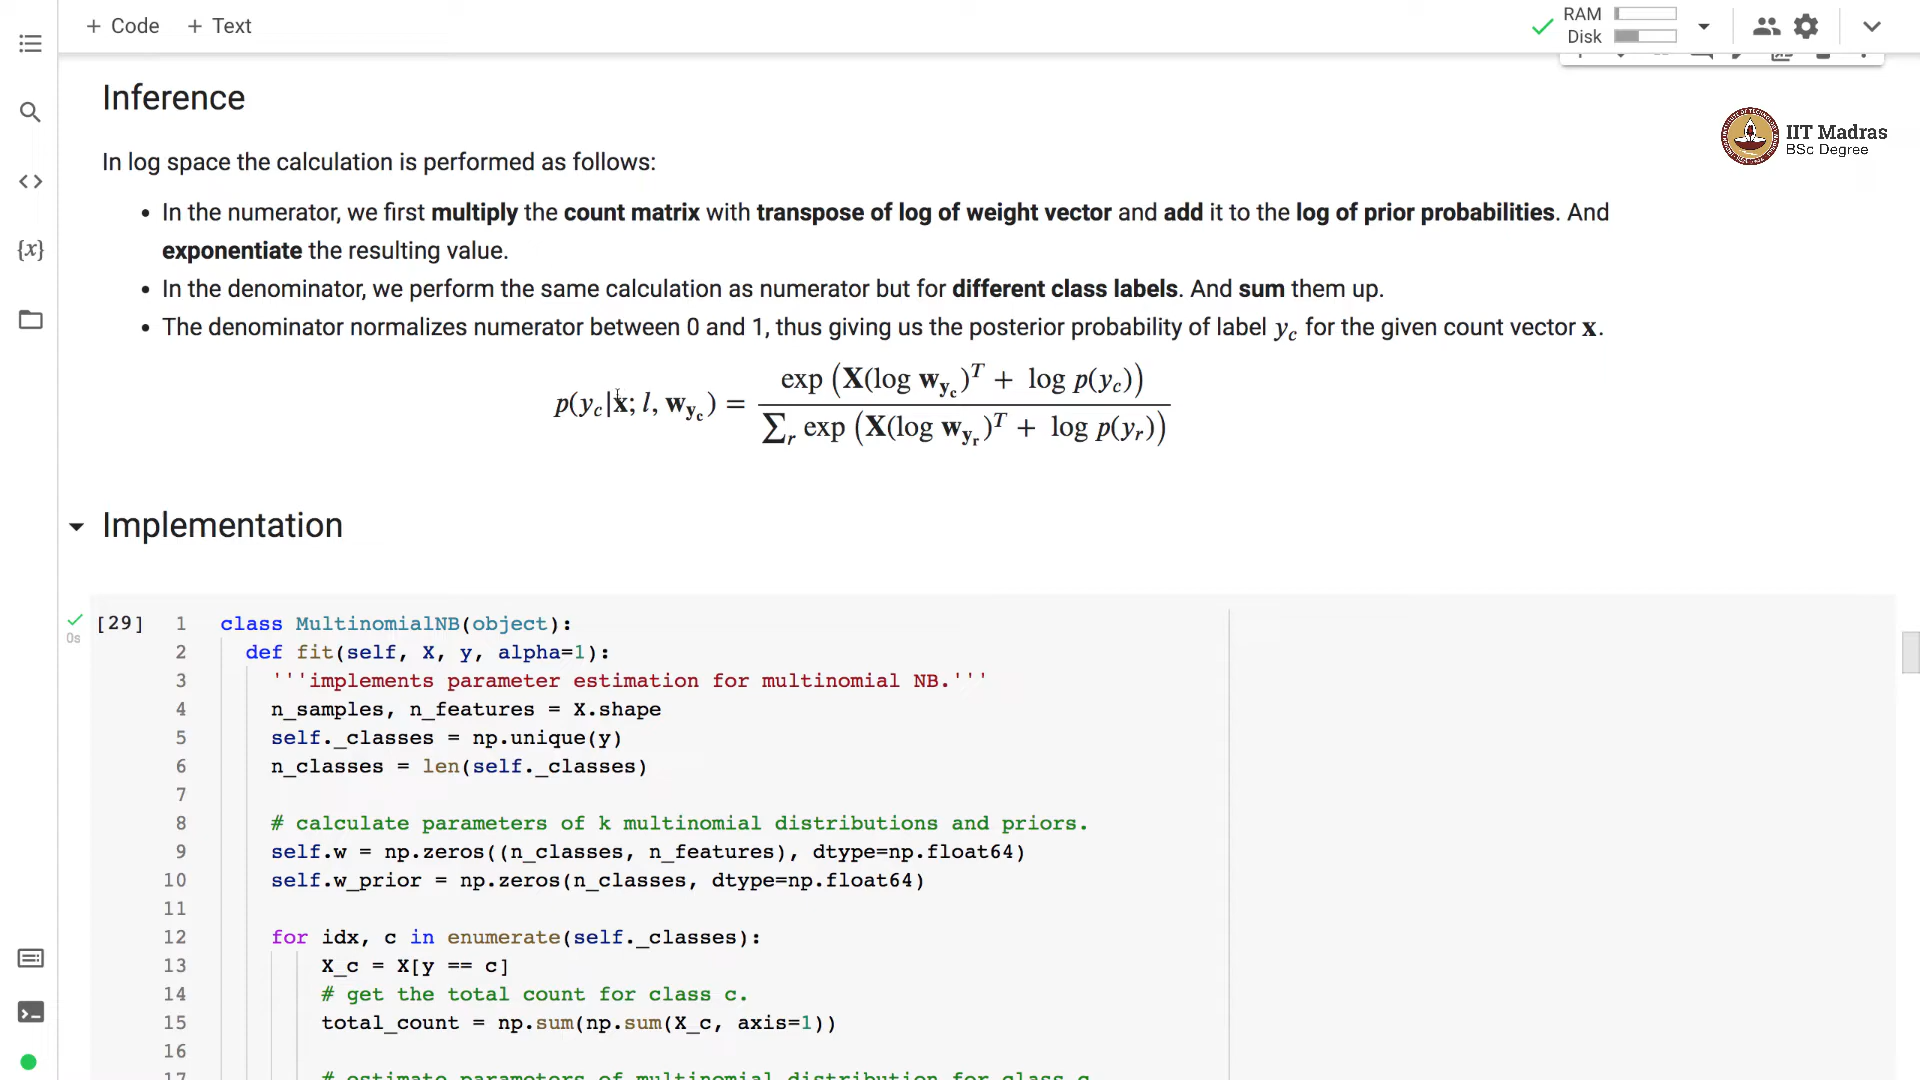 + Code + Text
RAM
Disk
Inference
IIT Madras
BSc Degree
In log space the calculation is performed as follows:
• In the numerator, we first multiply the count matrix with transpose of log of weight vector and add it to the log of prior probabilities. And
exponentiate the resulting value.
• In the denominator, we perform the same calculation as numerator but for different class labels. And sum them up.
• The denominator normalizes numerator between 0 and 1, thus giving us the posterior probability of label y_c for the given count vector x.
p(y_c|x; l, w_{y_c}) = exp (X(log w_{y_c})^T + log p(y_c)) / ∑_r exp (X(log w_{y_r})^T + log p(y_r))
Implementation
[29] 1 class MultinomialNB(object):
0s
2 def fit(self, X, y, alpha=1):
3 '''implements parameter estimation for multinomial NB.'''
4 n_samples, n_features = X.shape
5 self._classes = np.unique(y)
6 n_classes = len(self._classes)
7
8 # calculate parameters of k multinomial distributions and priors.
9 self.w = np.zeros((n_classes, n_features), dtype=np.float64)
10 self.w_prior = np.zeros(n_classes, dtype=np.float64)
11
12 for idx, c in enumerate(self._classes):
13 X_c = X[y == c]
14 # get the total count for class c.
15 total_count = np.sum(np.sum(X_c, axis=1))
16
17 # estimate parameters of multinomial distribution for class c